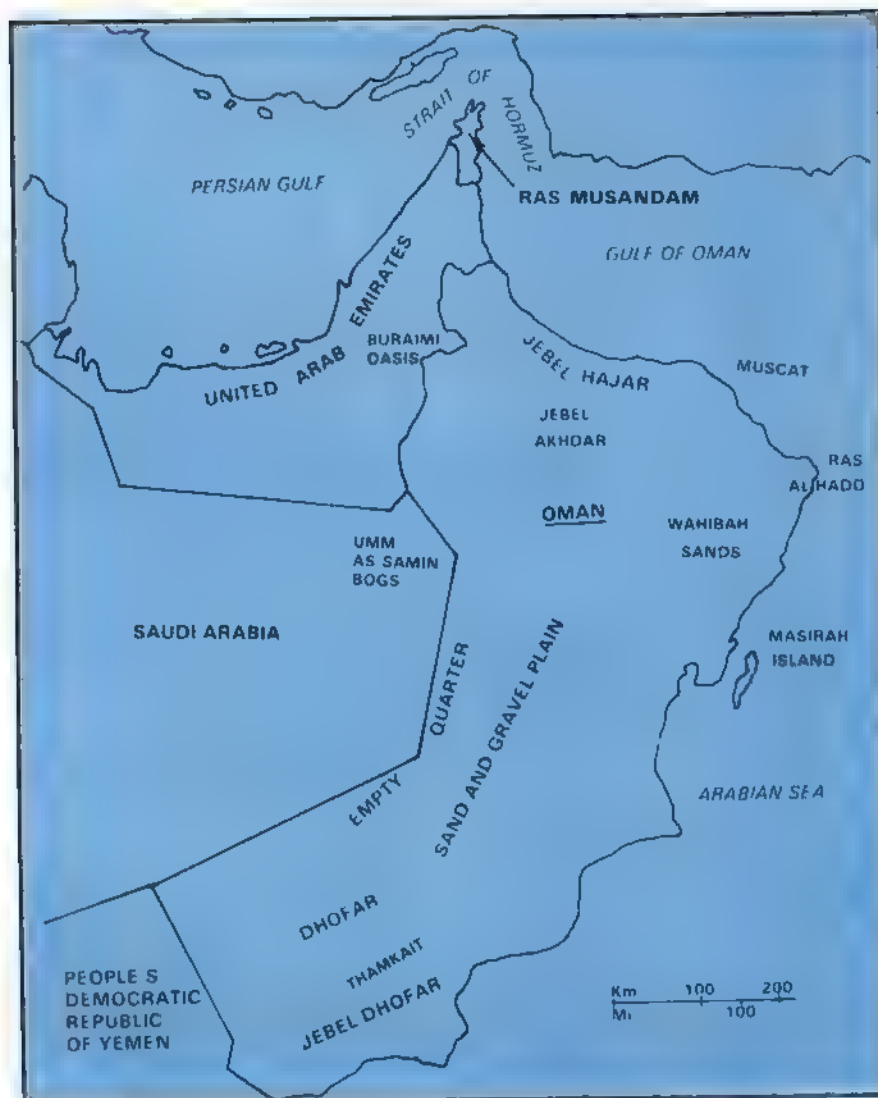 STRAIT OF
HORMUZ
PERSIAN GULF
RAS MUSANDAM
GULF OF OMAN
UNITED ARAB EMIRATES
BURAIMI
OASIS
JEBEL HAJAR
MUSCAT
JEBEL
AKHDAR
RAS
AL HADD
OMAN
WAHIBAH
SANDS
UMM
AS SAMIN
BOGS
SAUDI ARABIA
MASIRAH
ISLAND
EMPTY QUARTER
SAND AND GRAVEL PLAIN
ARABIAN SEA
DHOFAR
THAMKAIT
JEBEL DHOFAR
PEOPLE S
DEMOCRATIC
REPUBLIC
OF YEMEN
Km 100 200
Mi 100